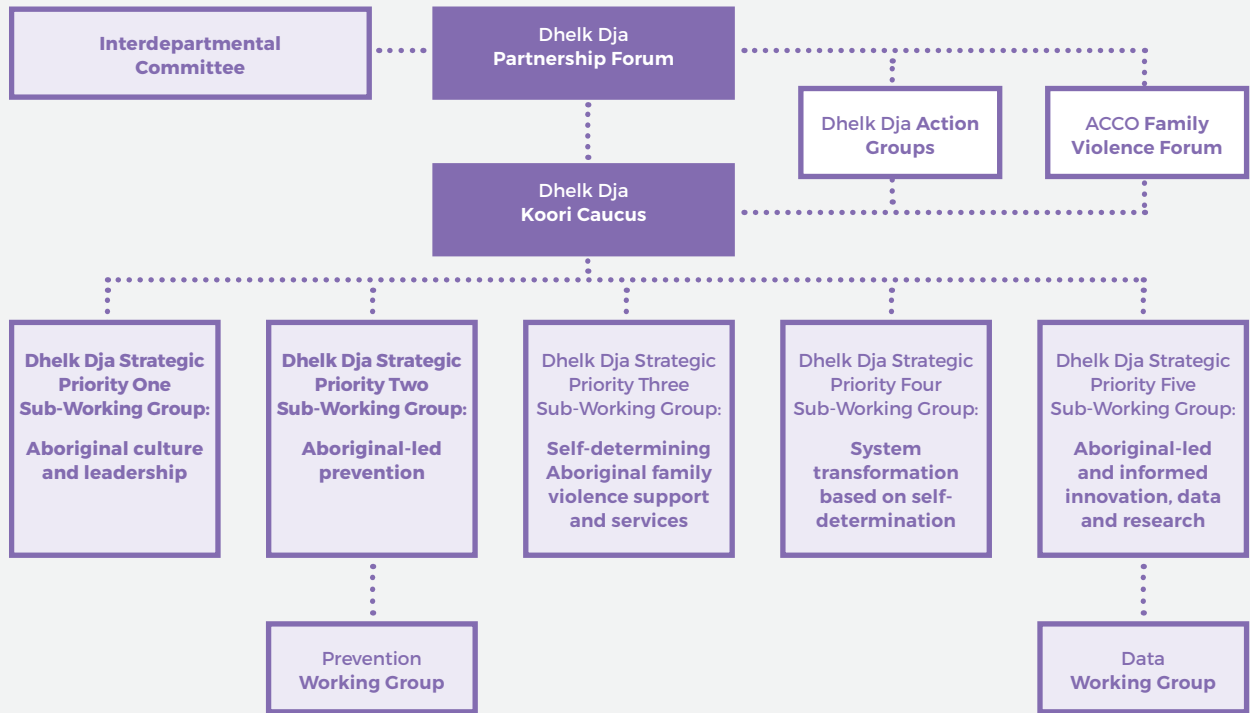 Interdepartmental
Committee
Dhelk Dja
Partnership Forum
Dhelk Dja Action
Groups
ACCO Family
Violence Forum
Dhelk Dja
Koori Caucus
Dhelk Dja Strategic
Priority One
Sub-Working Group:
Aboriginal culture
and leadership
Dhelk Dja Strategic
Priority Two
Sub-Working Group:
Aboriginal-led
prevention
Dhelk Dja Strategic
Priority Three
Sub-Working Group:
Self-determining
Aboriginal family
violence support
and services
Dhelk Dja Strategic
Priority Four
Sub-Working Group:
System
transformation
based on self-
determination
Dhelk Dja Strategic
Priority Five
Sub-Working Group:
Aboriginal-led
and informed
innovation, data
and research
Prevention
Working Group
Data
Working Group